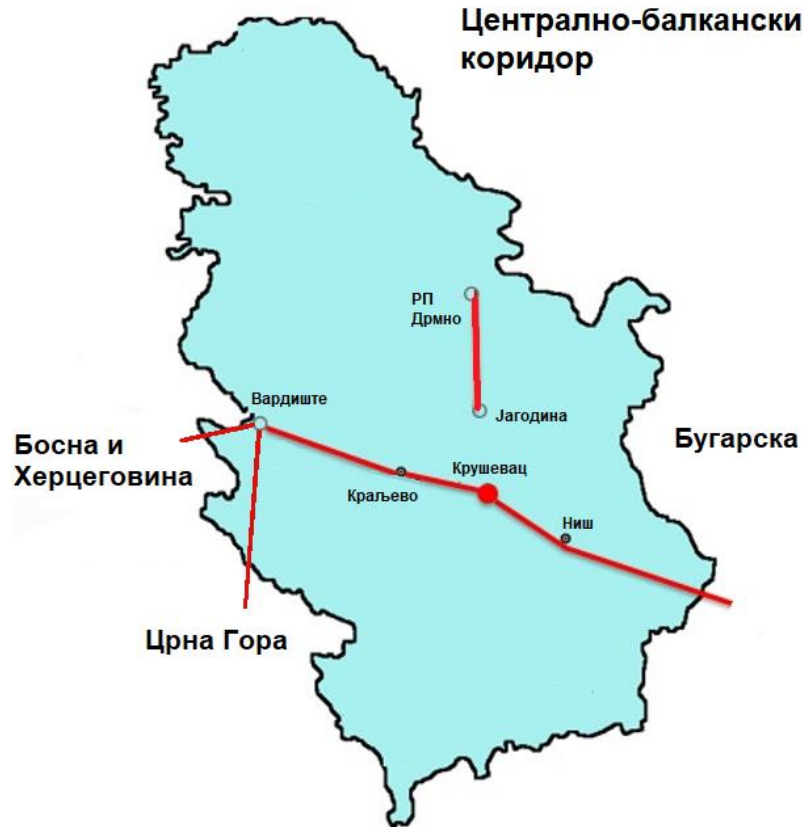 Централно-балкански
коридор
РП
Дрмно
Вардиште
Јагодина
Босна и
Херцеговина
Бугарска
Крушевац
Краљево
Ниш
Црна Гора